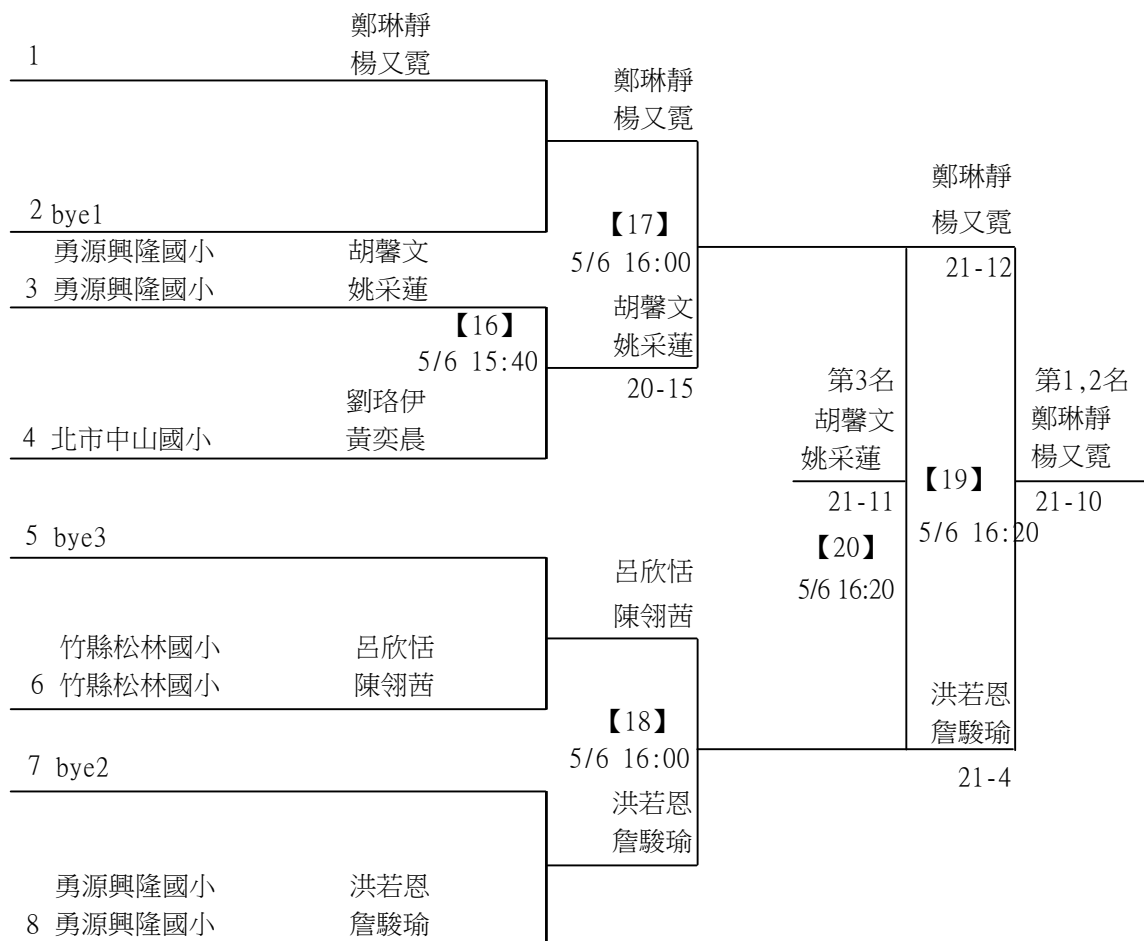 鄭琳靜
1 楊又霓
鄭琳靜
楊又霓
鄭琳靜
楊又霓
2 bye1
【17】
5/6 16:00
21-12
勇源興隆國小 胡馨文
3 勇源興隆國小 姚采蓮
胡馨文
姚采蓮
【16】
5/6 15:40
20-15
劉珞伊
4 北市中山國小 黃奕晨
第3名
胡馨文
姚采蓮
21-11
第1,2名
鄭琳靜
楊又霓
21-10
【19】
5/6 16:20
【20】
5/6 16:20
5 bye3
呂欣恬
陳翎茜
竹縣松林國小 呂欣恬
6 竹縣松林國小 陳翎茜
【18】
5/6 16:00
洪若恩
詹駿瑜
21-4
7 bye2
洪若恩
詹駿瑜
勇源興隆國小 洪若恩
8 勇源興隆國小 詹駿瑜